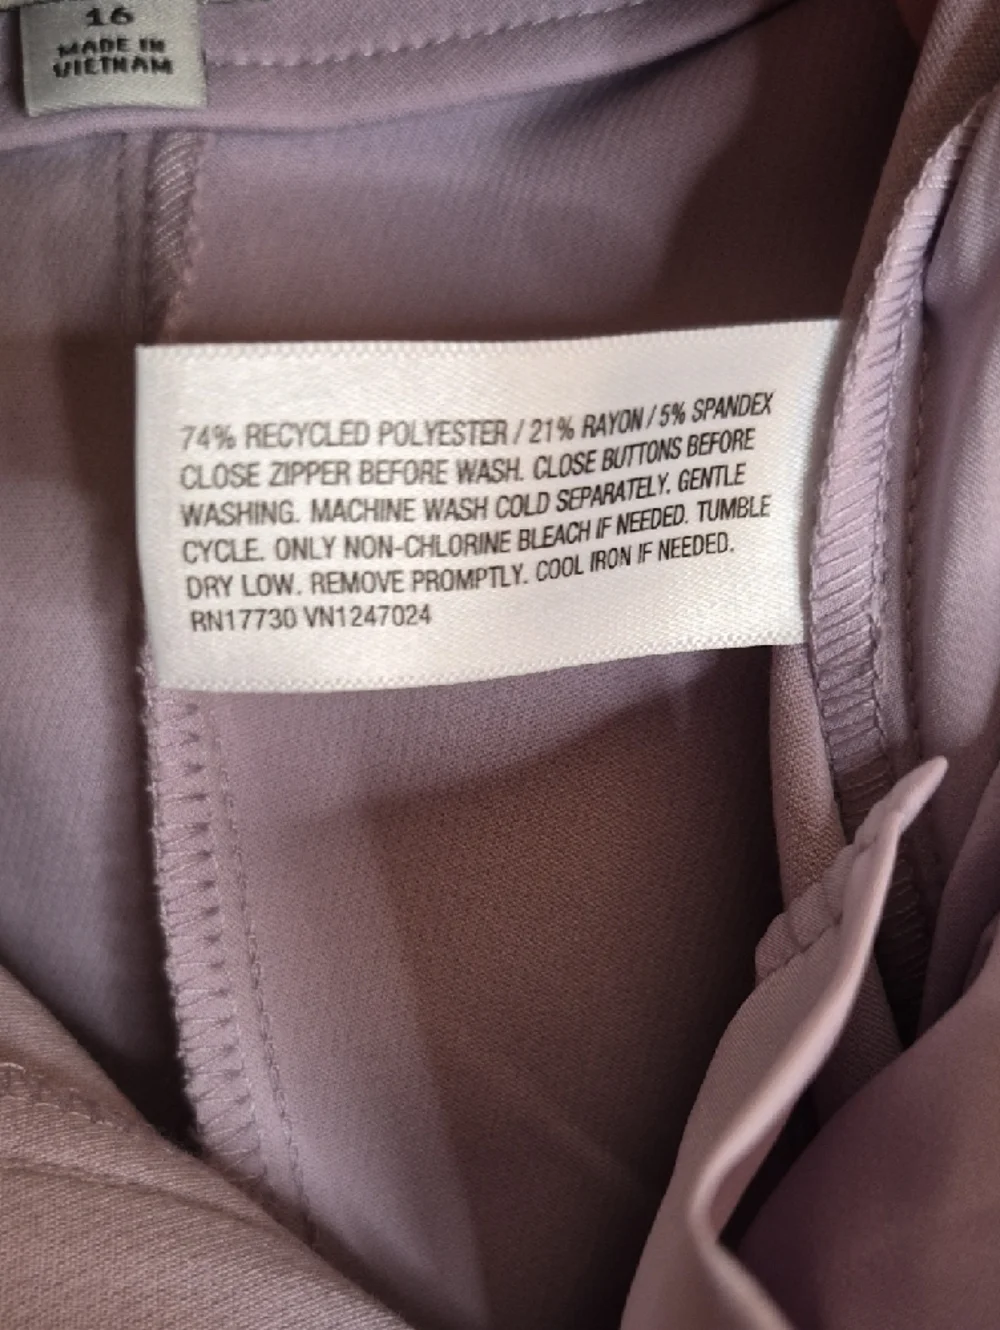 16
MADE IN
VIETNAM
74% RECYCLED POLYESTER / 21% RAYON / 5% SPANDEX
CLOSE ZIPPER BEFORE WASH. CLOSE BUTTONS BEFORE
WASHING. MACHINE WASH COLD SEPARATELY. GENTLE
CYCLE. ONLY NON-CHLORINE BLEACH IF NEEDED. TUMBLE
DRY LOW. REMOVE PROMPTLY. COOL IRON IF NEEDED.
RN17730 VN1247024